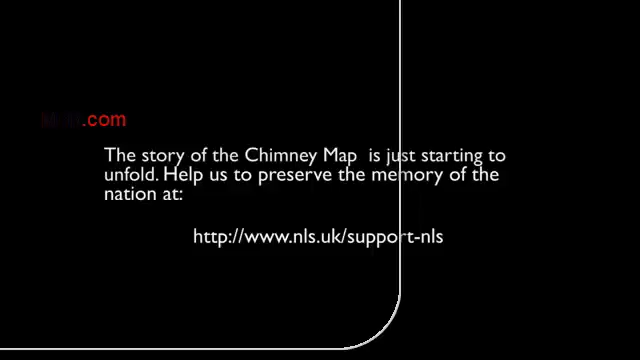 .com
The story of the Chimney Map is just starting to
unfold. Help us to preserve the memory of the
nation at:
http://www.nls.uk/support-nls